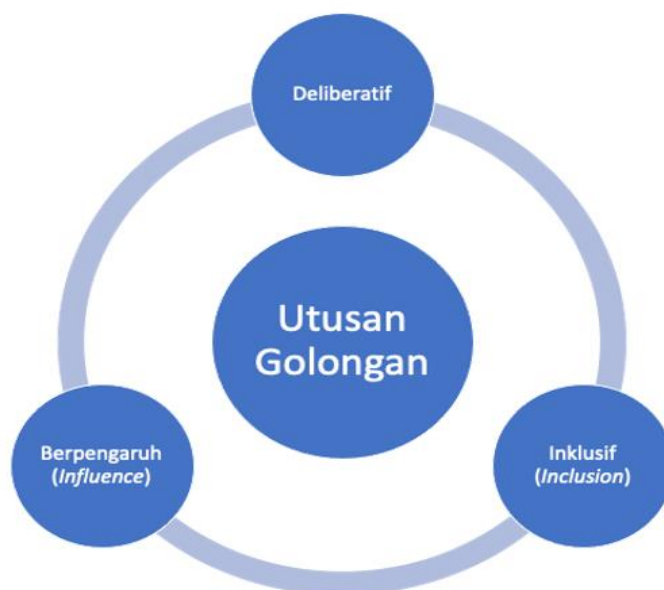 Deliberatif
Utusan
Golongan
Berpengaruh
(Influence)
Inklusif
(Inclusion)